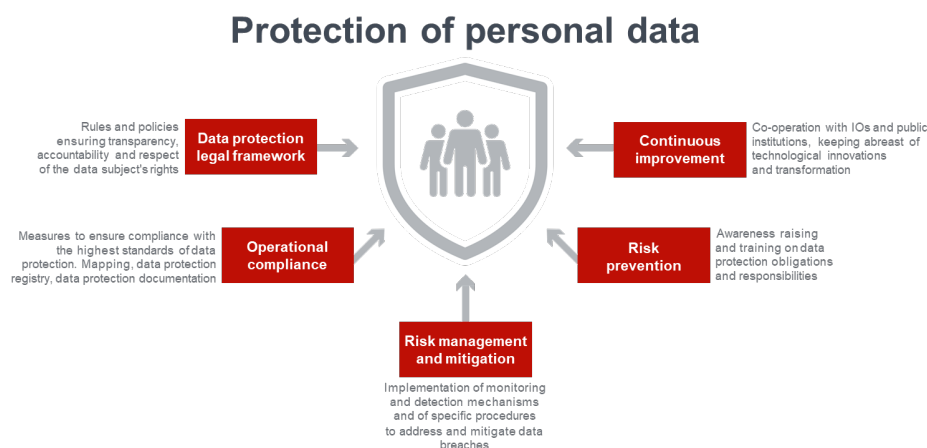 Protection of personal data
Rules and policies
ensuring transparency,
accountability and respect
of the data subject's rights
Data protection
legal framework
Continuous
improvement
Co-operation with IOs and public
institutions, keeping abreast of
technological innovations
and transformation
Measures to ensure compliance with
the highest standards of data
protection. Mapping, data protection
registry, data protection documentation
Operational
compliance
Risk
prevention
Awareness raising
and training on data
protection obligations
and responsibilities
Risk management
and mitigation
Implementation of monitoring
and detection mechanisms
and of specific procedures
to address and mitigate data
breaches